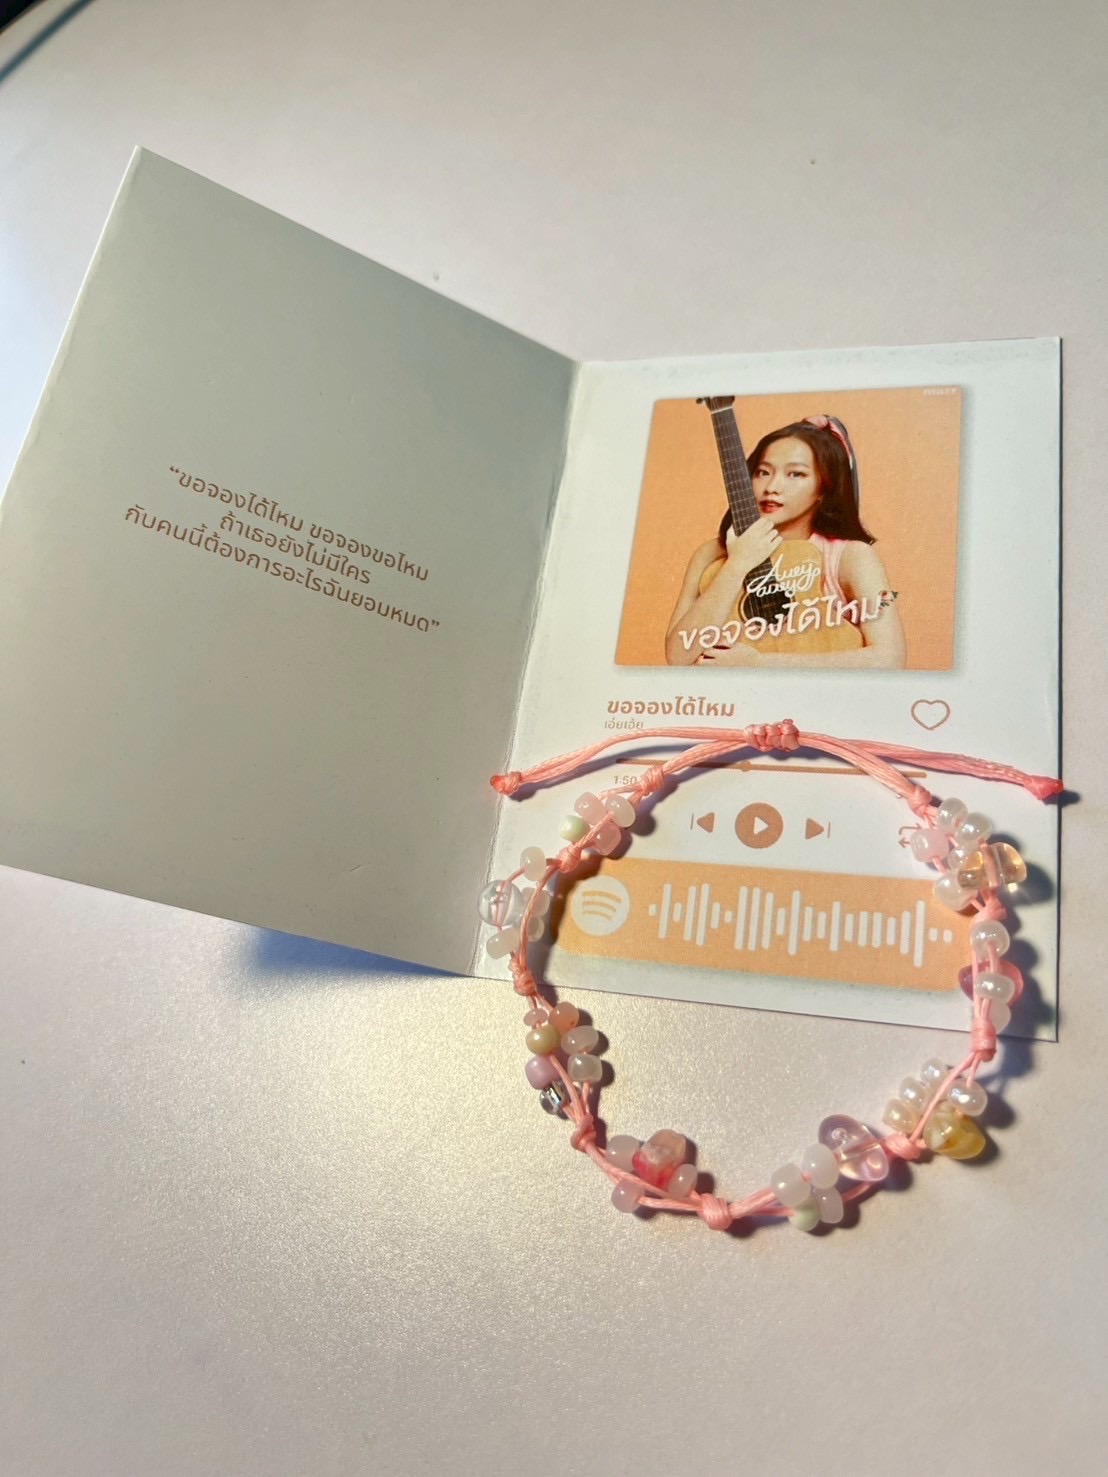 “ขอจองได้ไหม ขอจองขอไหม
ถ้าเธอยังไม่มีใคร
กับคนนี้ต้องการอะไรฉันยอมหมด”
Auey
auey
ขอจองได้ไหม
ขอจองได้ไหม
เอ๋ยเอ้ย
1:50